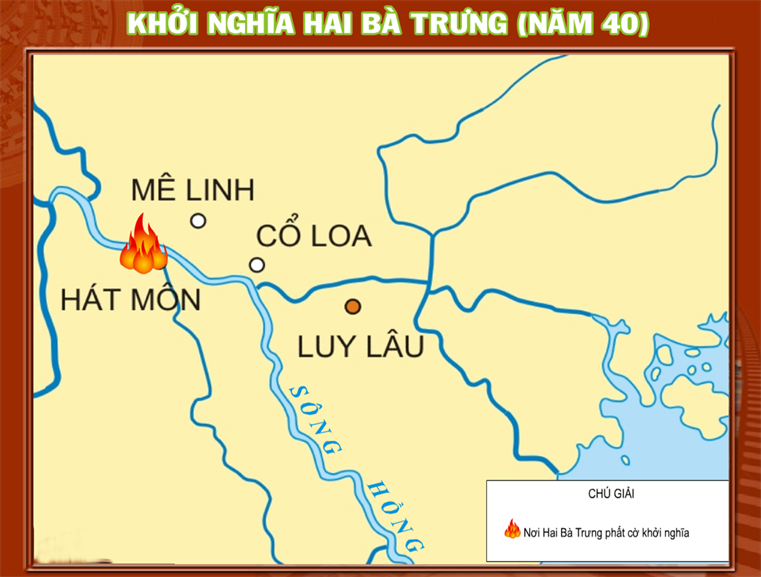 KHỞI NGHĨA HAI BÀ TRƯNG (NĂM 40)
MÊ LINH
CỔ LOA
HÁT MÔN
LUY LÂU
SÔNG HỒNG
CHÚ GIẢI
Nơi Hai Bà Trưng phất cờ khởi nghĩa